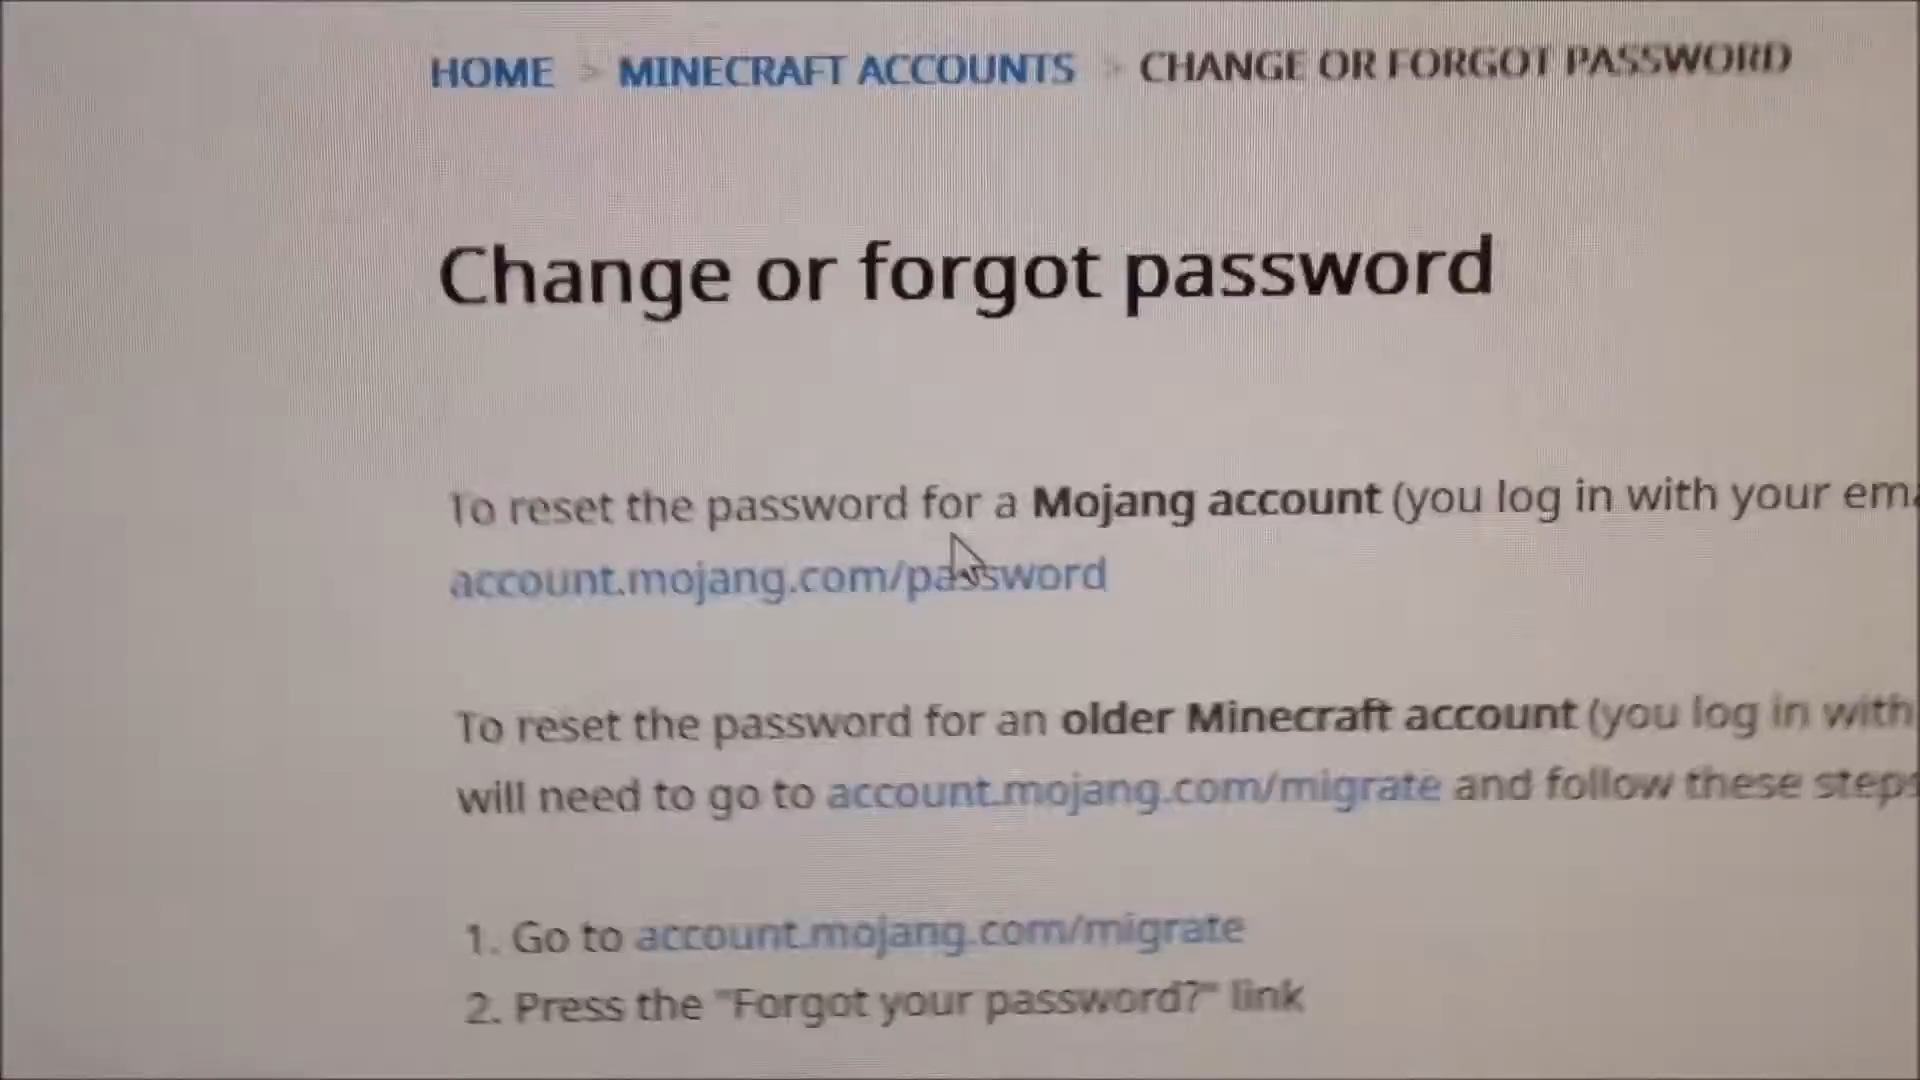 HOME > MINECRAFT ACCOUNTS > CHANGE OR FORGOT PASSWORD
Change or forgot password
To reset the password for a Mojang account (you log in with your ema
account.mojang.com/password
To reset the password for an older Minecraft account (you log in with
will need to go to account.mojang.com/migrate and follow these steps
1. Go to account.mojang.com/migrate
2. Press the "Forgot your password?" link